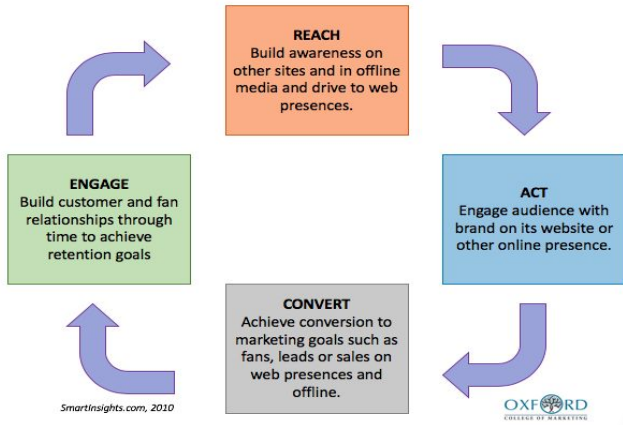 REACH
Build awareness on
other sites and in offline
media and drive to web
presences.
ENGAGE
Build customer and fan
relationships through
time to achieve
retention goals
ACT
Engage audience with
brand on its website or
other online presence.
CONVERT
Achieve conversion to
marketing goals such as
fans, leads or sales on
web presences and
offline.
SmartInsights.com, 2010
OXFORD
COLLEGE OF MARKETING